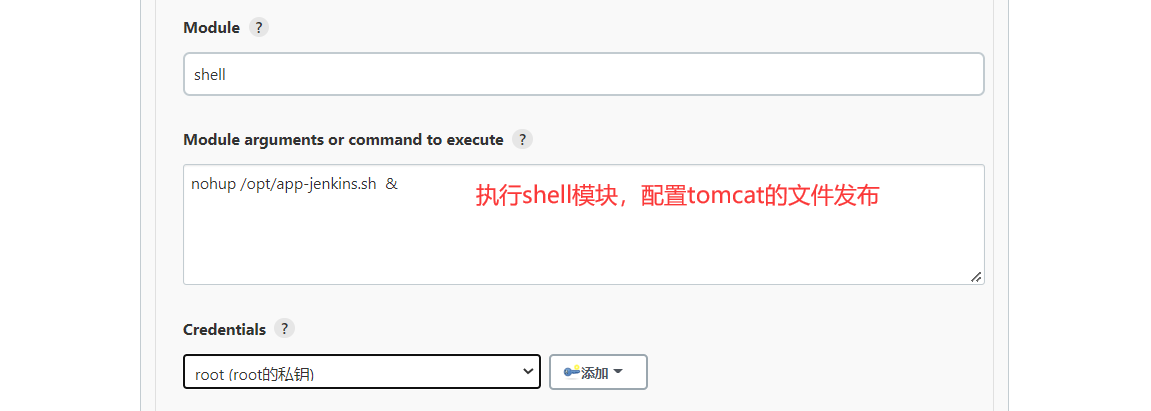 Module ?
shell
Module arguments or command to execute ?
nohup /opt/app-jenkins.sh  &
执行shell模块，配置tomcat的文件发布
Credentials ?
root (root的私钥)
添加